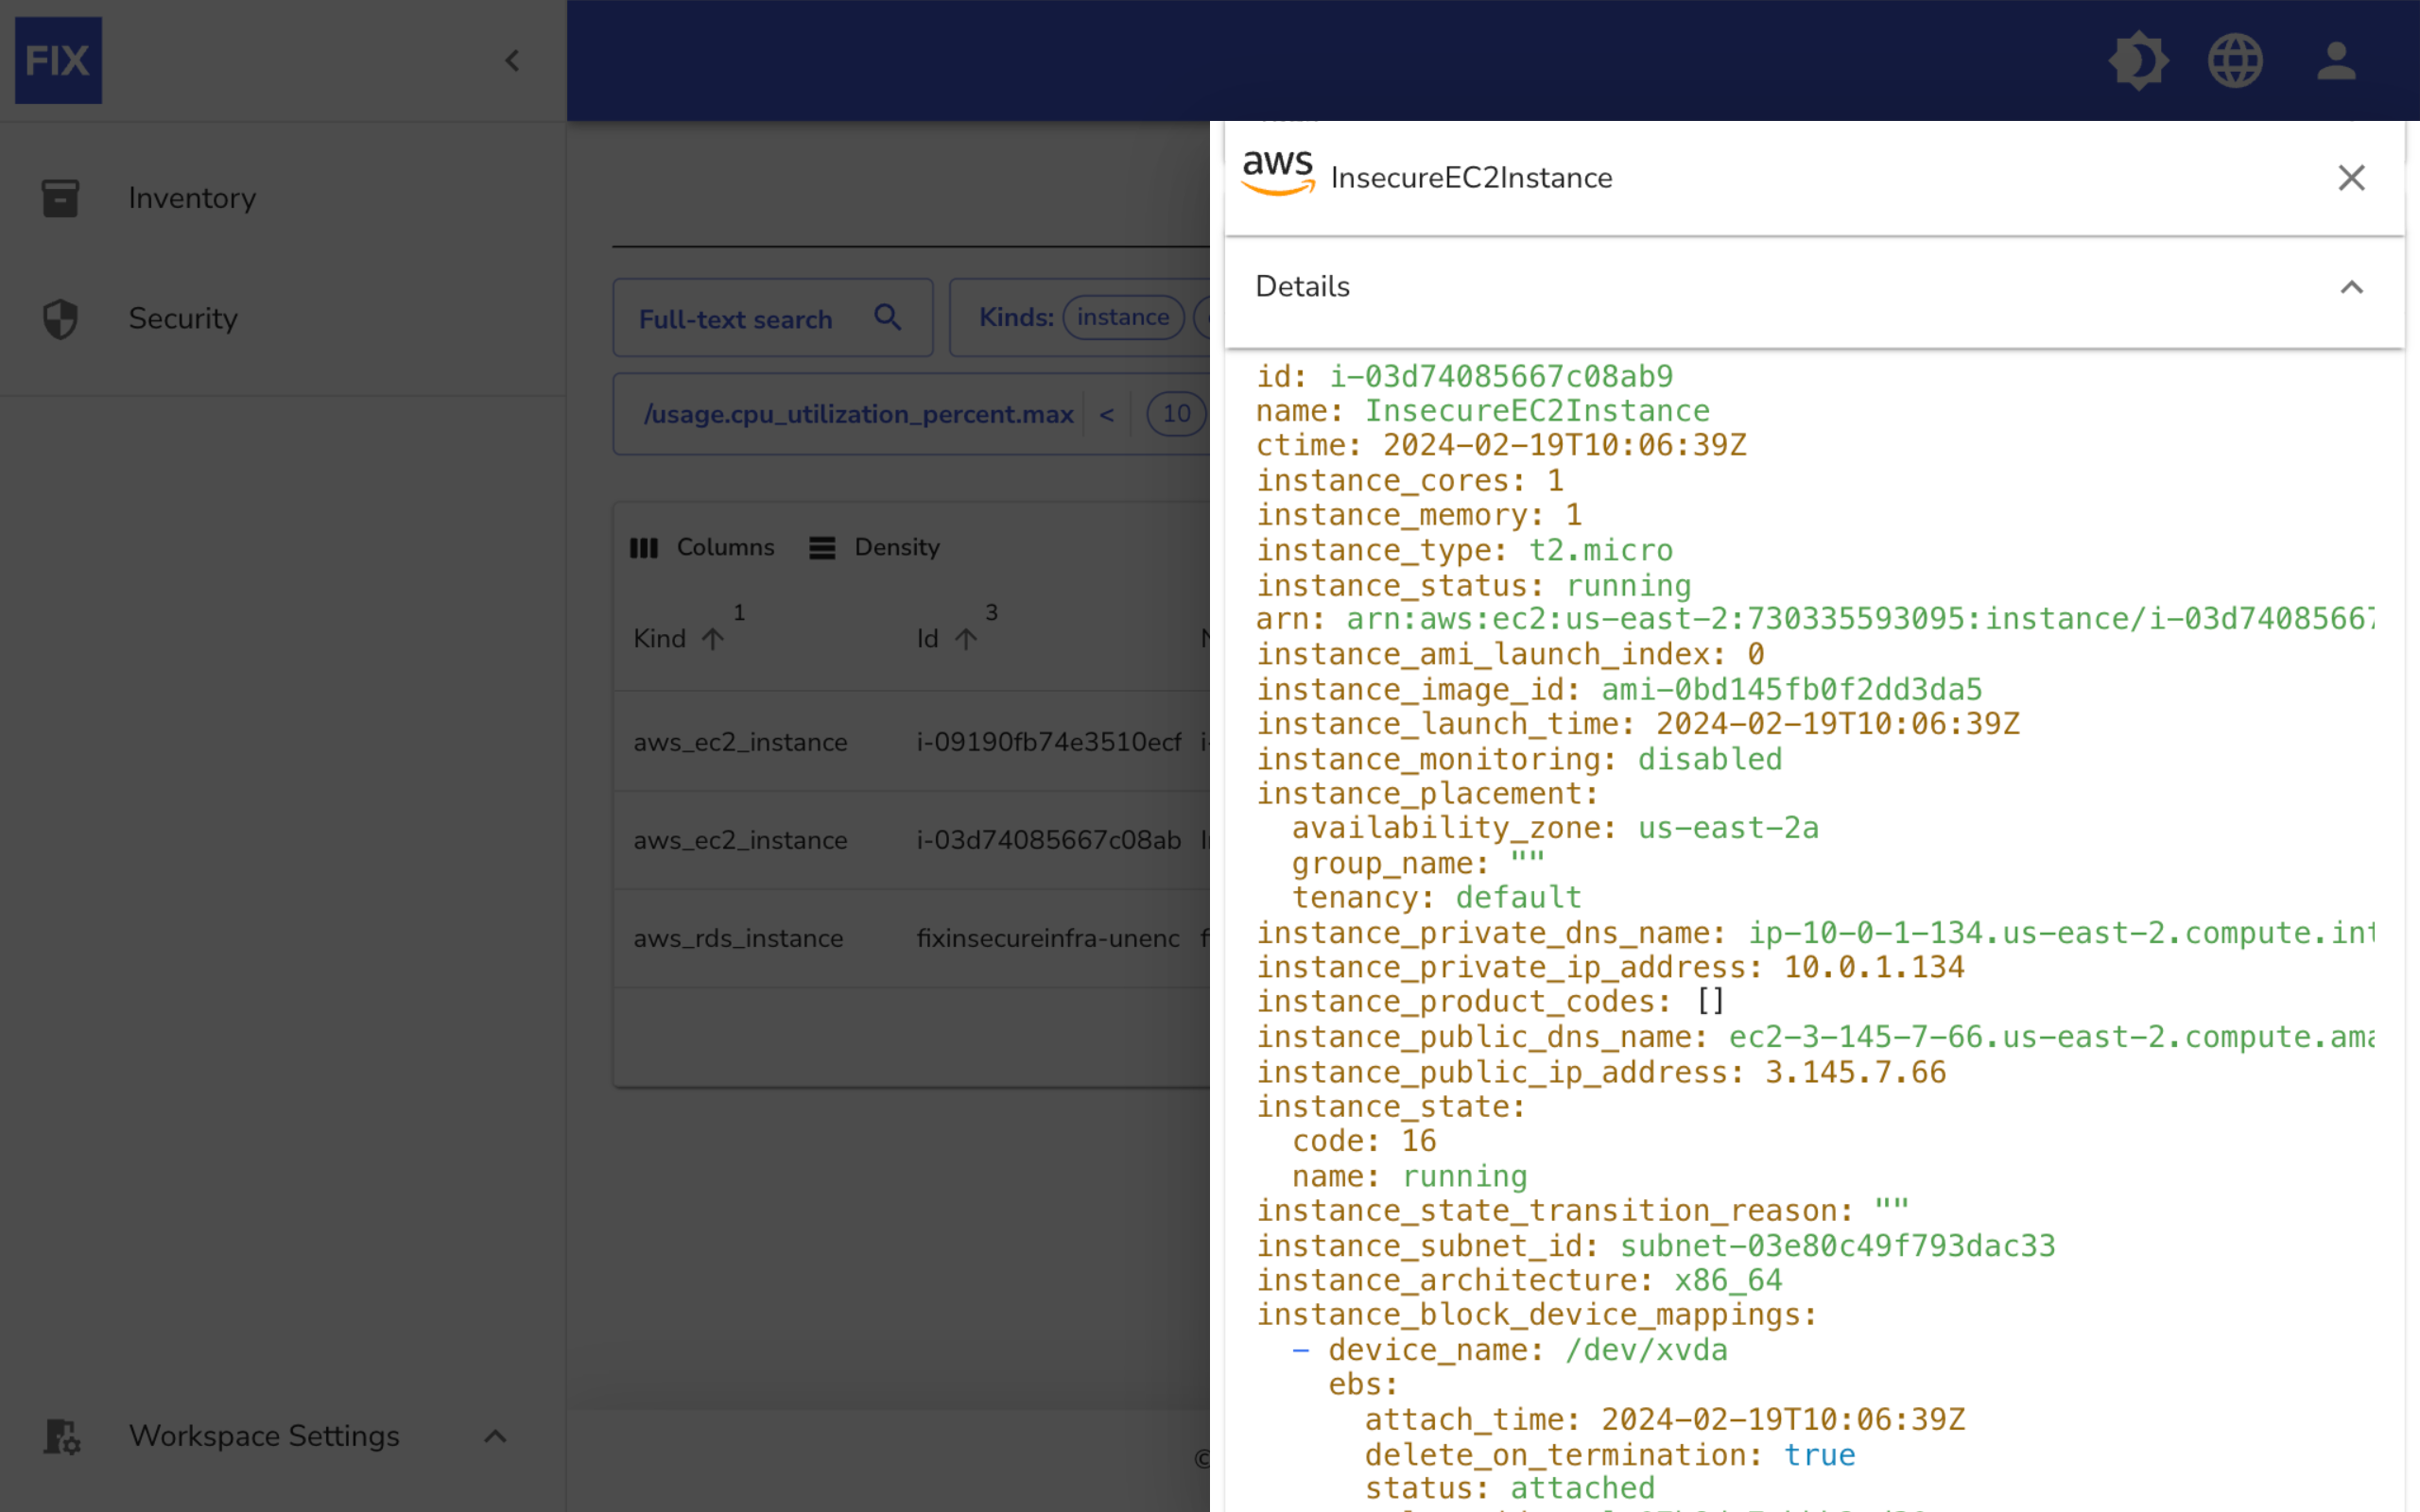 FIX
Inventory
Security
Workspace Settings
Full-text search
Kinds: instance
/usage.cpu_utilization_percent.max < 10
Columns Density
Kind 1 Id 3
aws_ec2_instance i-09190fb74e3510ecf
aws_ec2_instance i-03d74085667c08ab
aws_rds_instance fixinsecureinfra-unenc
©
aws InsecureEC2Instance
Details
id: i-03d74085667c08ab9
name: InsecureEC2Instance
ctime: 2024-02-19T10:06:39Z
instance_cores: 1
instance_memory: 1
instance_type: t2.micro
instance_status: running
arn: arn:aws:ec2:us-east-2:730335593095:instance/i-03d74085667
instance_ami_launch_index: 0
instance_image_id: ami-0bd145fb0f2dd3da5
instance_launch_time: 2024-02-19T10:06:39Z
instance_monitoring: disabled
instance_placement:
availability_zone: us-east-2a
group_name: ""
tenancy: default
instance_private_dns_name: ip-10-0-1-134.us-east-2.compute.int
instance_private_ip_address: 10.0.1.134
instance_product_codes: []
instance_public_dns_name: ec2-3-145-7-66.us-east-2.compute.ama
instance_public_ip_address: 3.145.7.66
instance_state:
code: 16
name: running
instance_state_transition_reason: ""
instance_subnet_id: subnet-03e80c49f793dac33
instance_architecture: x86_64
instance_block_device_mappings:
- device_name: /dev/xvda
ebs:
attach_time: 2024-02-19T10:06:39Z
delete_on_termination: true
status: attached